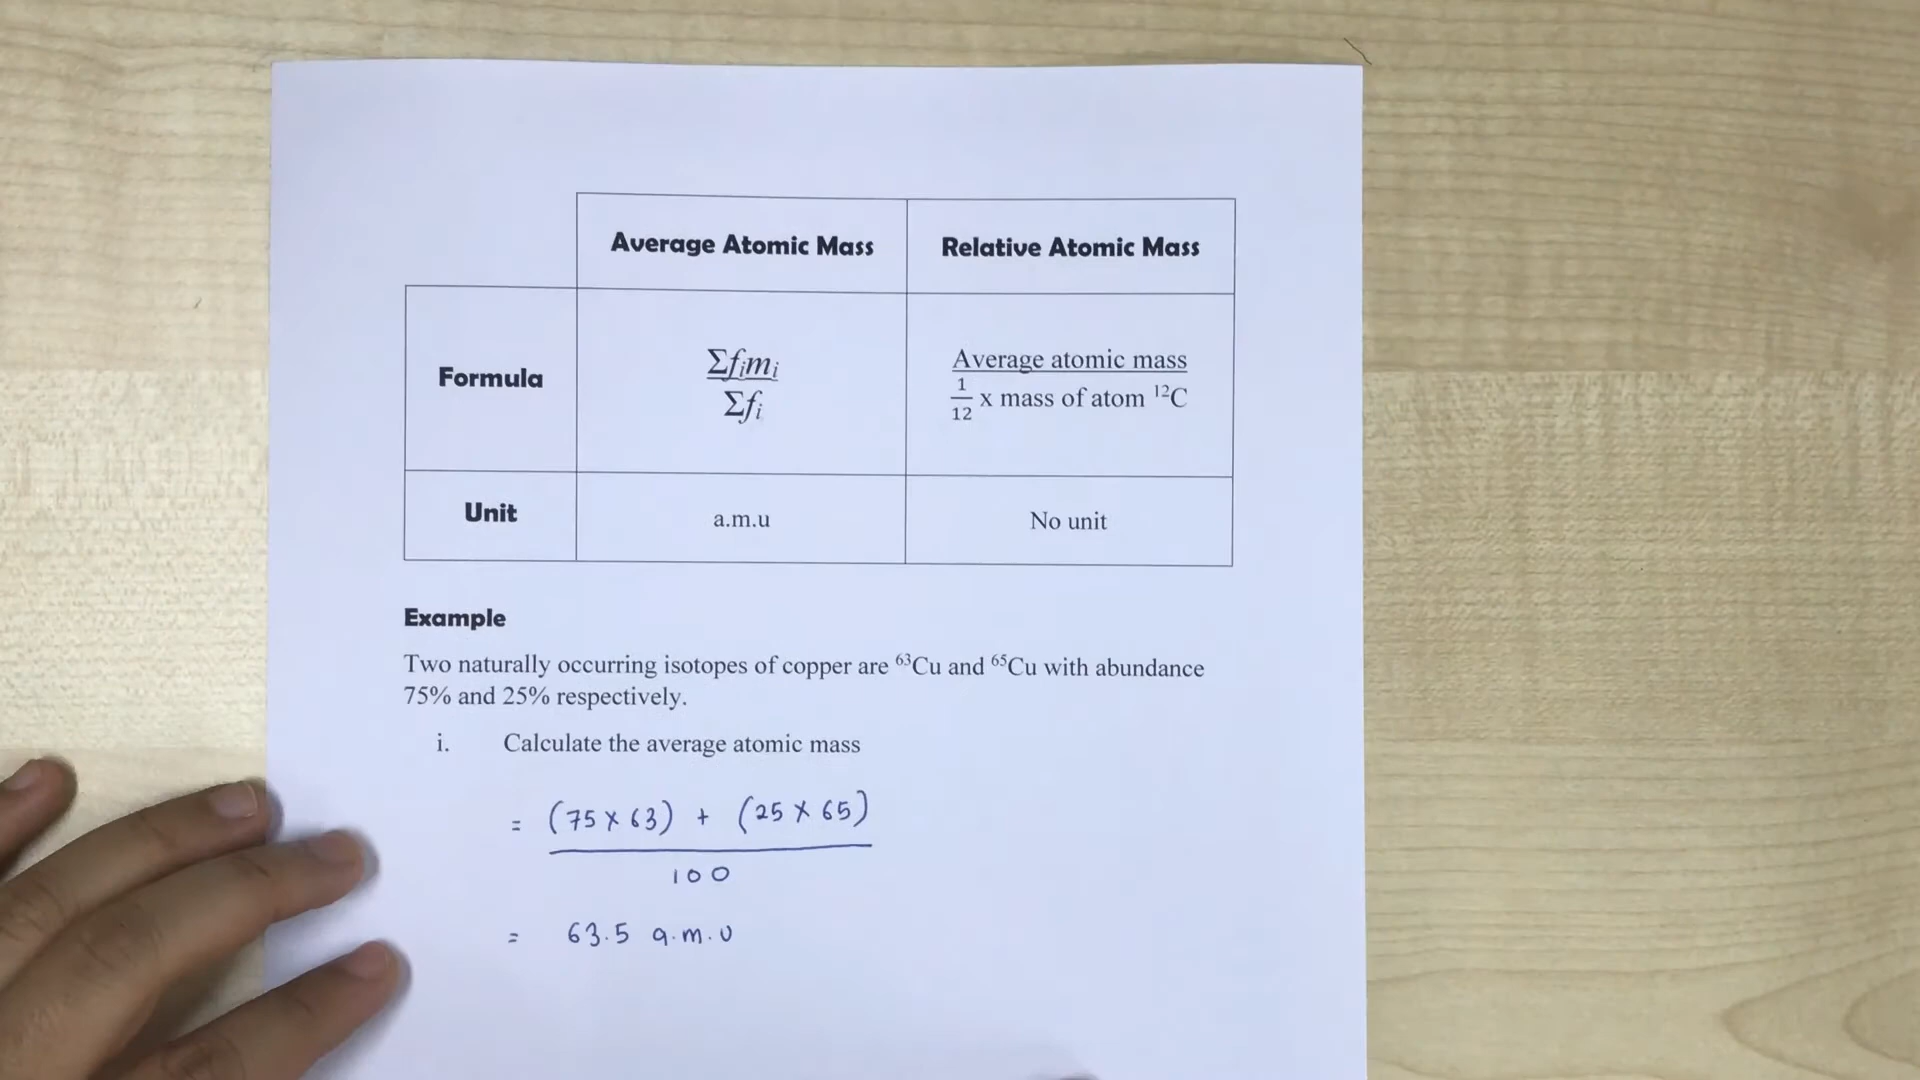 Average Atomic Mass
Relative Atomic Mass
Formula
Σfᵢmᵢ
Σfᵢ
Average atomic mass
1/12 x mass of atom ¹²C
Unit
a.m.u
No unit
Example
Two naturally occurring isotopes of copper are ⁶³Cu and ⁶⁵Cu with abundance
75% and 25% respectively.
i. Calculate the average atomic mass
= (75 × 63) + (25 × 65)
100
= 63.5 a.m.u